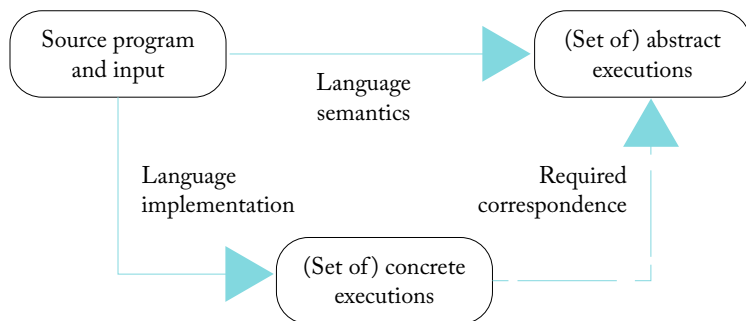 Source program
and input
(Set of) abstract
executions
Language
semantics
Language
implementation
Required
correspondence
(Set of) concrete
executions